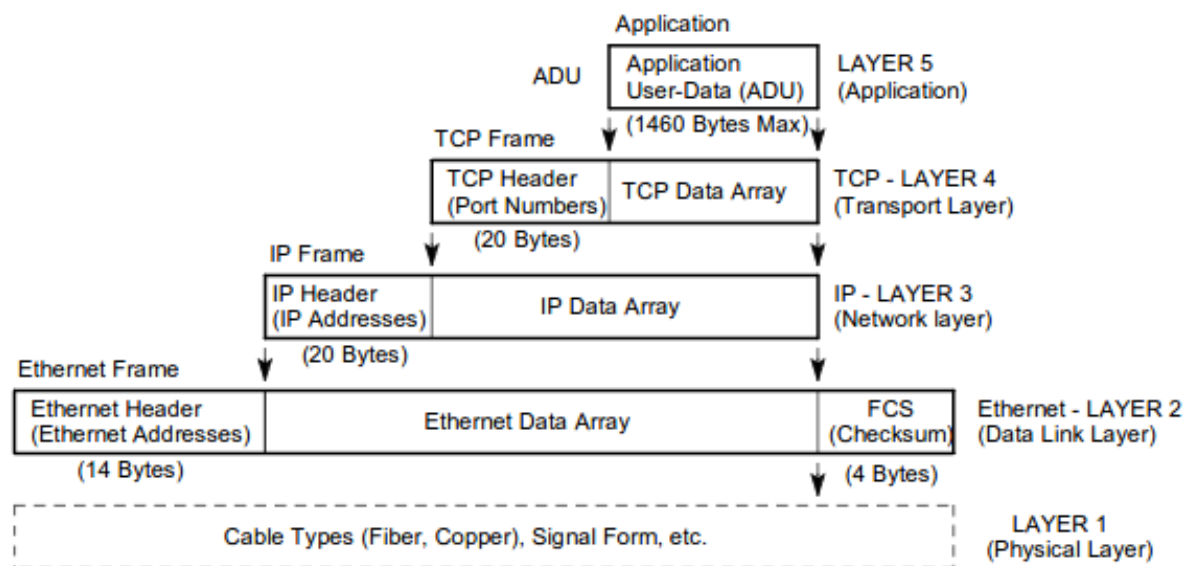 Application
ADU
Application
User-Data (ADU)
LAYER 5
(Application)
(1460 Bytes Max)
TCP Frame
TCP Header
(Port Numbers)
TCP Data Array
TCP - LAYER 4
(Transport Layer)
(20 Bytes)
IP Frame
IP Header
(IP Addresses)
IP Data Array
IP - LAYER 3
(Network layer)
(20 Bytes)
Ethernet Frame
Ethernet Header
(Ethernet Addresses)
Ethernet Data Array
FCS
(Checksum)
Ethernet - LAYER 2
(Data Link Layer)
(14 Bytes)
(4 Bytes)
Cable Types (Fiber, Copper), Signal Form, etc.
LAYER 1
(Physical Layer)